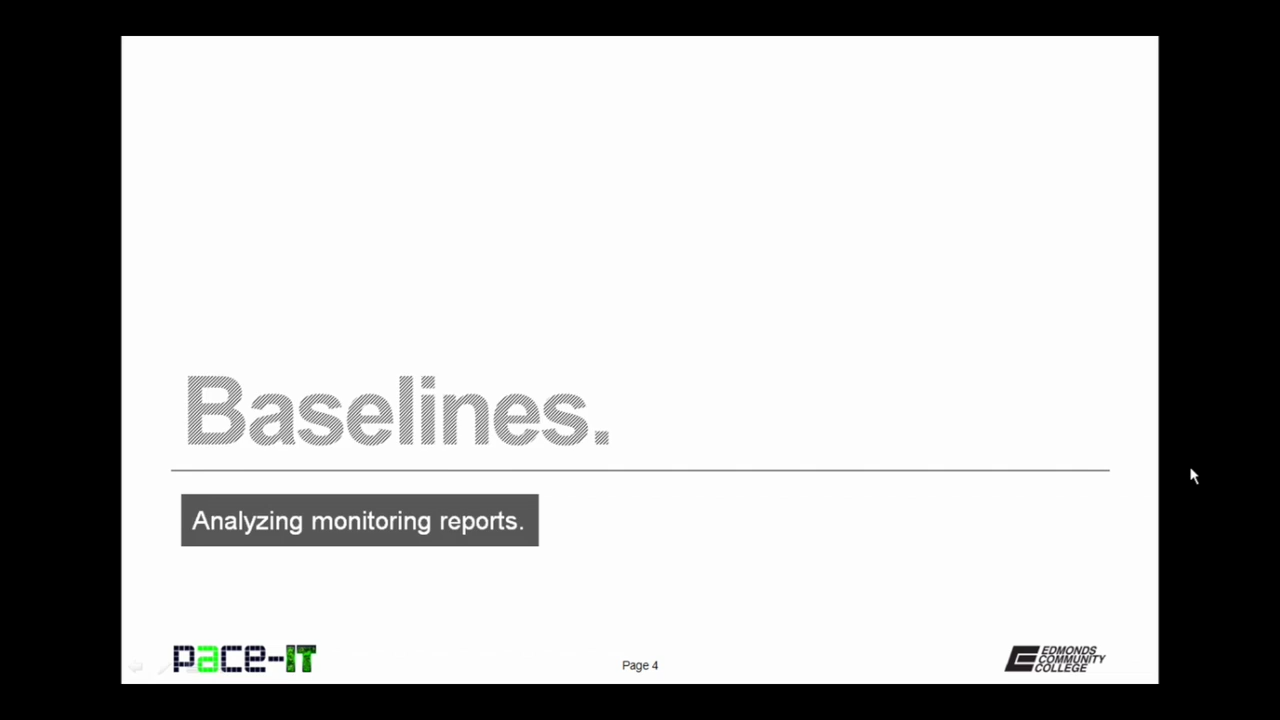 Baselines.
Analyzing monitoring reports.
pace-IT
Page 4
EDMONDS
COMMUNITY
COLLEGE